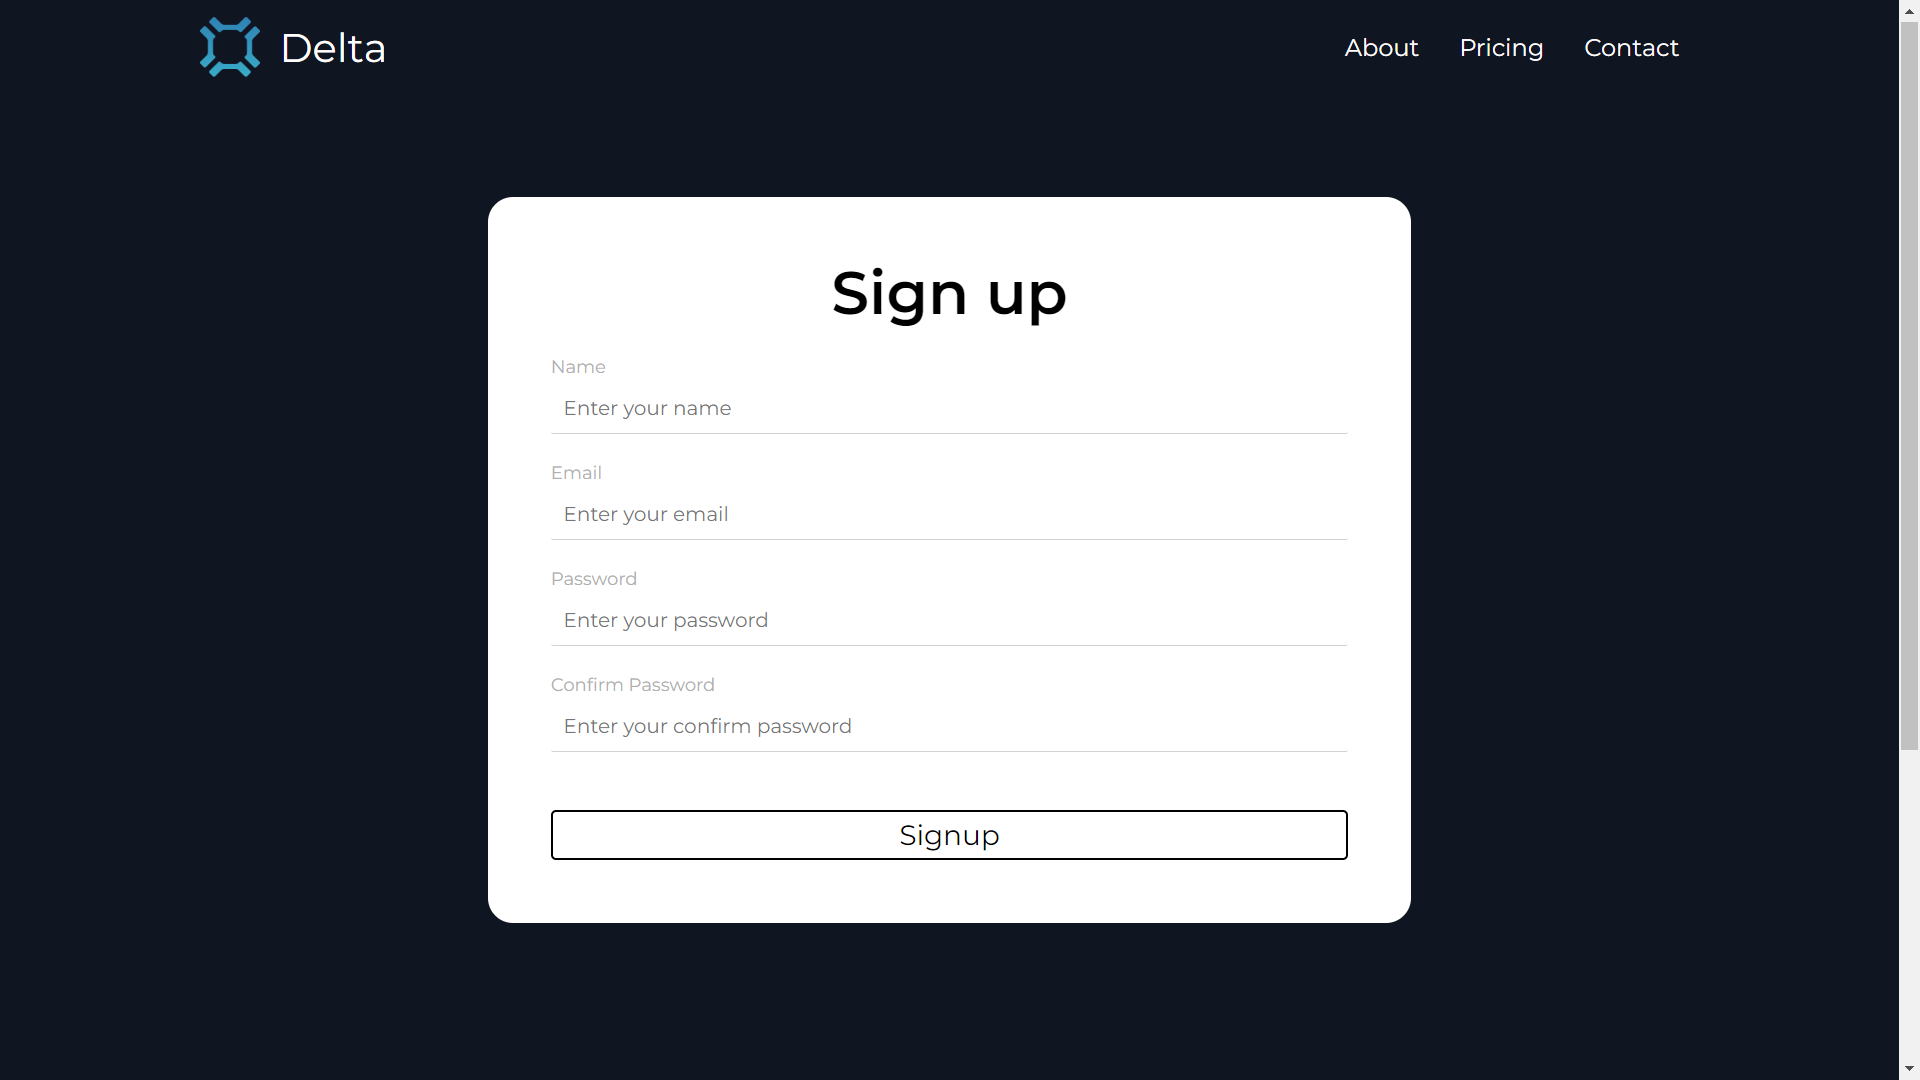 Delta
About Pricing Contact
Sign up
Name
Enter your name
Email
Enter your email
Password
Enter your password
Confirm Password
Enter your confirm password
Signup